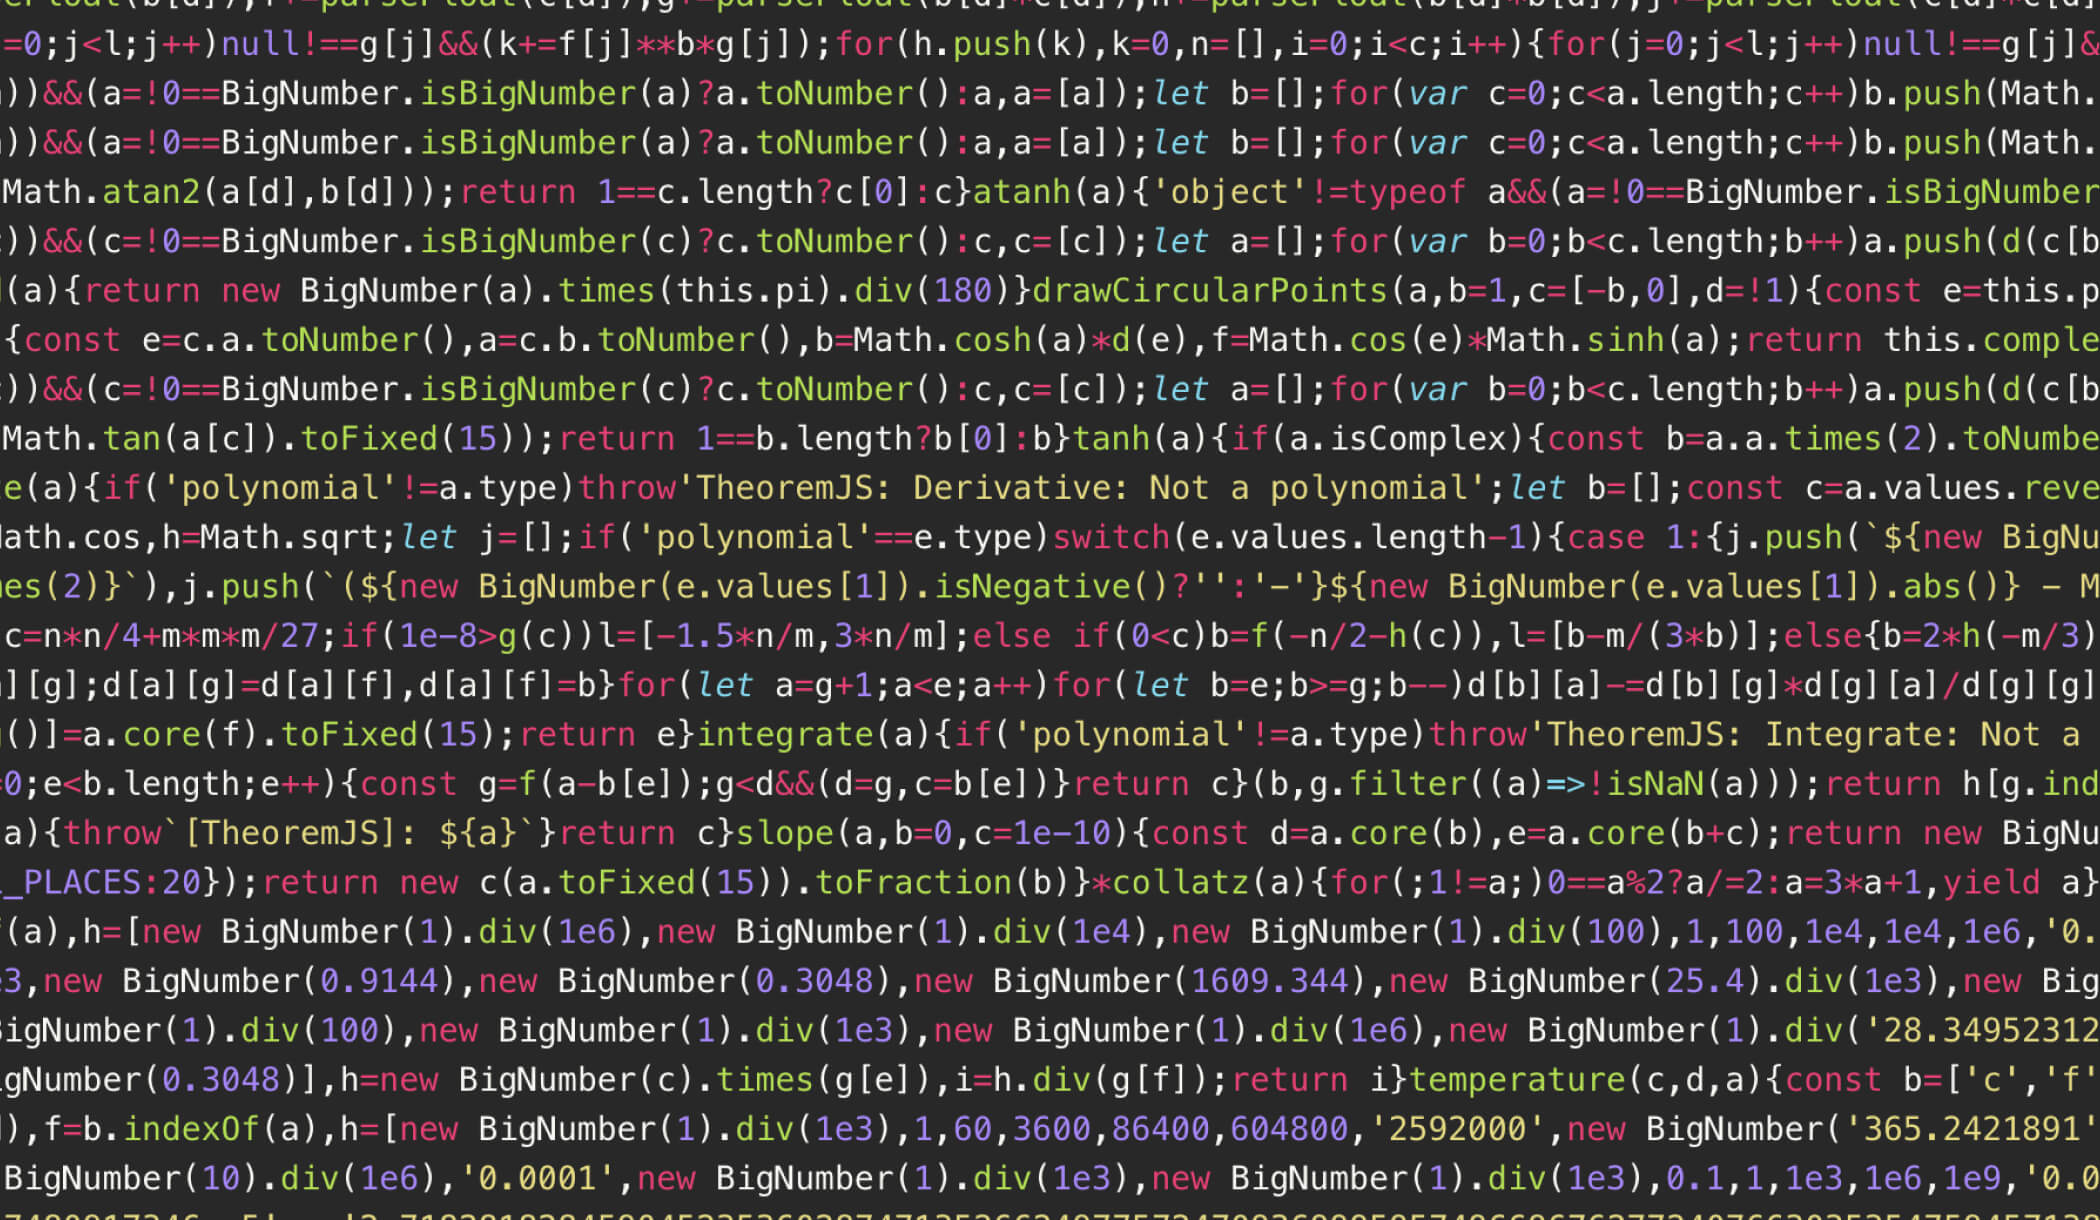 =0;j<l;j++)null!==g[j]&&(k+=f[j]**b*g[j]);for(h.push(k),k=0,n=[],i=0;i<c;i++){for(j=0;j<l;j++)null!==g[j]&
))&&(a=!0==BigNumber.isBigNumber(a)?a.toNumber():a,a=[a]);let b=[];for(var c=0;c<a.length;c++)b.push(Math.
))&&(a=!0==BigNumber.isBigNumber(a)?a.toNumber():a,a=[a]);let b=[];for(var c=0;c<a.length;c++)b.push(Math.
Math.atan2(a[d],b[d]));return 1==c.length?c[0]:c}atanh(a){'object'!=typeof a&&(a=!0==BigNumber.isBigNumber
))&&(c=!0==BigNumber.isBigNumber(c)?c.toNumber():c,c=[c]);let a=[];for(var b=0;b<c.length;b++)a.push(d(c[b
(a){return new BigNumber(a).times(this.pi).div(180)}drawCircularPoints(a,b=1,c=[-b,0],d=!1){const e=this.p
{const e=c.a.toNumber(),a=c.b.toNumber(),b=Math.cosh(a)*d(e),f=Math.cos(e)*Math.sinh(a);return this.comple
))&&(c=!0==BigNumber.isBigNumber(c)?c.toNumber():c,c=[c]);let a=[];for(var b=0;b<c.length;b++)a.push(d(c[b
Math.tan(a[c]).toFixed(15));return 1==b.length?b[0]:b}tanh(a){if(a.isComplex){const b=a.a.times(2).toNumbe
e(a){if('polynomial'!=a.type)throw'TheoremJS: Derivative: Not a polynomial';let b=[];const c=a.values.reve
Math.cos,h=Math.sqrt;let j=[];if('polynomial'==e.type)switch(e.values.length-1){case 1:{j.push(`${new BigNu
es(2)}`),j.push(`(${new BigNumber(e.values[1]).isNegative()?'':'-'}${new BigNumber(e.values[1]).abs()} - M
c=n*n/4+m*m*m/27;if(1e-8>g(c))l=[-1.5*n/m,3*n/m];else if(0<c)b=f(-n/2-h(c)),l=[b-m/(3*b)];else{b=2*h(-m/3)
][g];d[a][g]=d[a][f],d[a][f]=b}for(let a=g+1;a<e;a++)for(let b=e;b>=g;b--)d[b][a]-=d[b][g]*d[g][a]/d[g][g]
()]=a.core(f).toFixed(15);return e}integrate(a){if('polynomial'!=a.type)throw'TheoremJS: Integrate: Not a
0;e<b.length;e++){const g=f(a-b[e]);g<d&&(d=g,c=b[e])}return c}(b,g.filter((a)=>!isNaN(a)));return h[g.ind
a){throw`[TheoremJS]: ${a}`}return c}slope(a,b=0,c=1e-10){const d=a.core(b),e=a.core(b+c);return new BigNu
_PLACES:20});return new c(a.toFixed(15)).toFraction(b)}*collatz(a){for(;1!=a;)0==a%2?a/=2:a=3*a+1,yield a}
(a),h=[new BigNumber(1).div(1e6),new BigNumber(1).div(1e4),new BigNumber(1).div(100),1,100,1e4,1e4,1e6,'0.
e3,new BigNumber(0.9144),new BigNumber(0.3048),new BigNumber(1609.344),new BigNumber(25.4).div(1e3),new Big
BigNumber(1).div(100),new BigNumber(1).div(1e3),new BigNumber(1).div(1e6),new BigNumber(1).div('28.34952312
igNumber(0.3048)],h=new BigNumber(c).times(g[e]),i=h.div(g[f]);return i}temperature(c,d,a){const b=['c','f'
),f=b.indexOf(a),h=[new BigNumber(1).div(1e3),1,60,3600,86400,604800,'2592000',new BigNumber('365.2421891'
BigNumber(10).div(1e6),'0.0001',new BigNumber(1).div(1e3),new BigNumber(1).div(1e3),0.1,1,1e3,1e6,1e9,'0.0